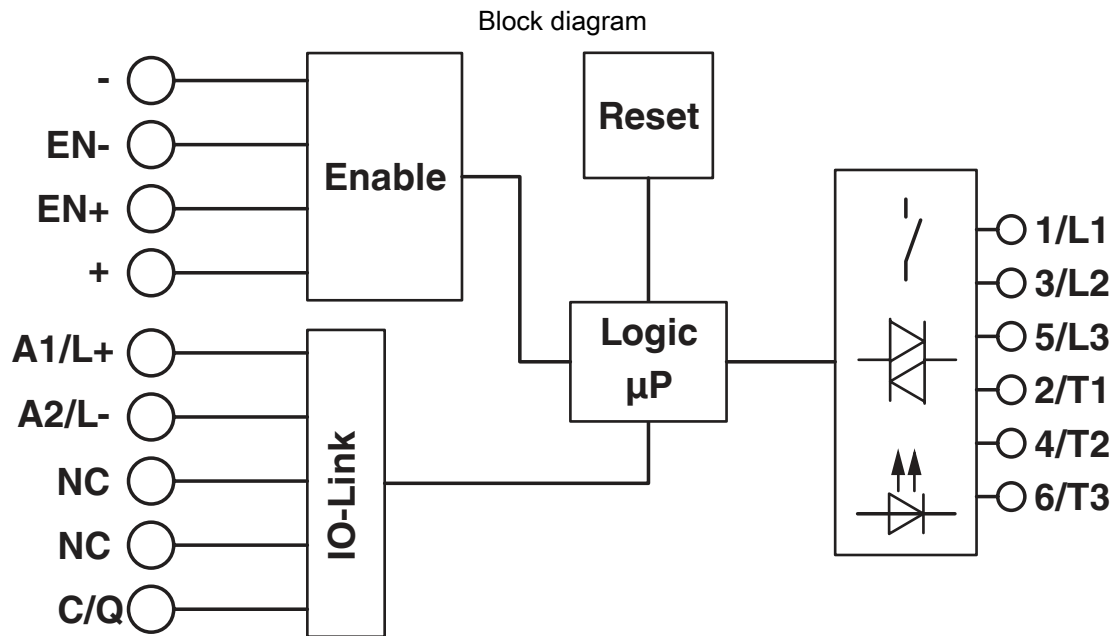 Block diagram
-
EN-
EN+
+
Enable
Reset
A1/L+
A2/L-
NC
NC
C/Q
IO-Link
Logic
µP
1/L1
3/L2
5/L3
2/T1
4/T2
6/T3